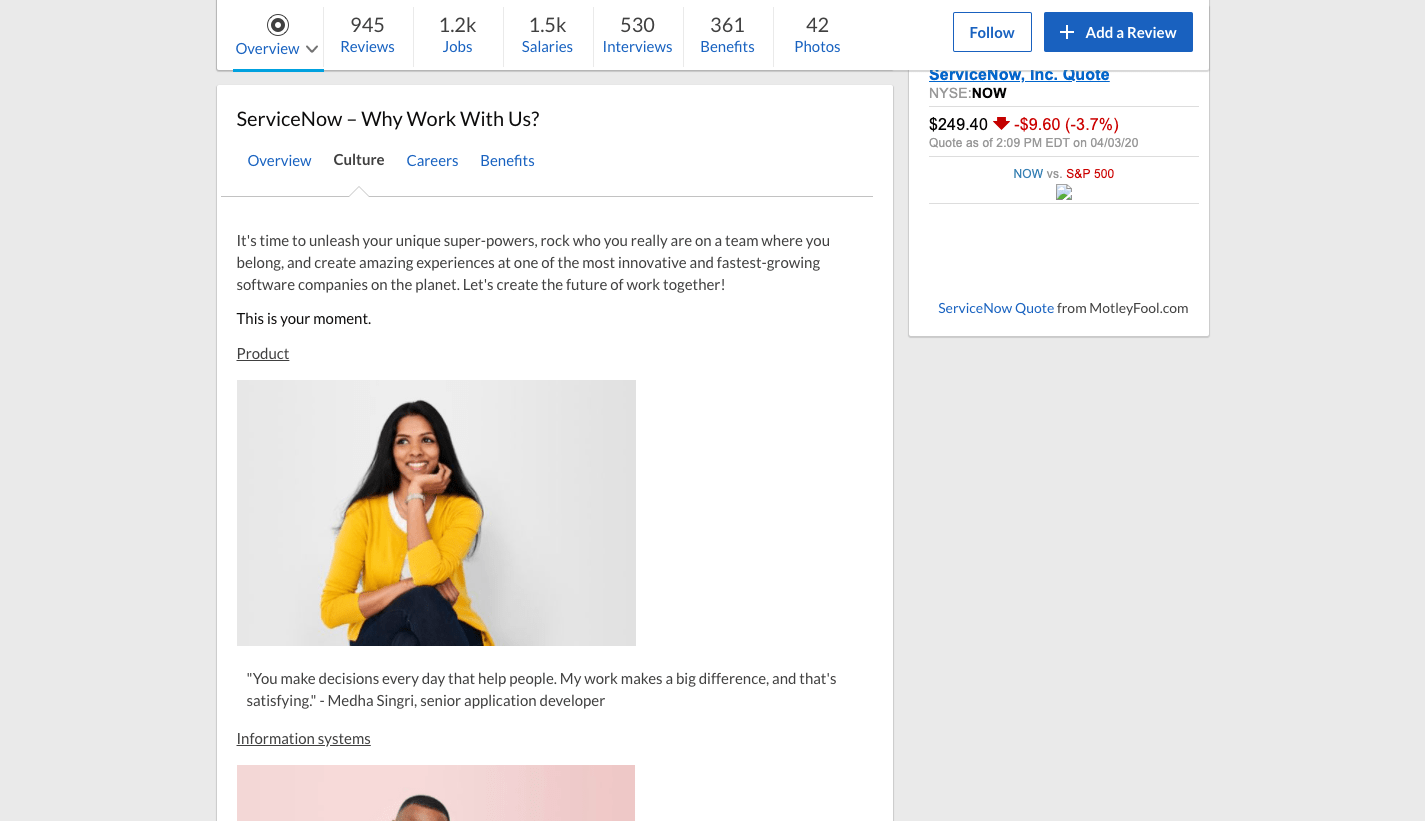 Overview
945
Reviews
1.2k
Jobs
1.5k
Salaries
530
Interviews
361
Benefits
42
Photos
Follow
Add a Review
ServiceNow, Inc. Quote
NYSE:NOW
$249.40 -$9.60 (-3.7%)
Quote as of 2:09 PM EDT on 04/03/20
NOW vs. S&P 500
ServiceNow Quote from MotleyFool.com
ServiceNow – Why Work With Us?
Overview Culture Careers Benefits
It's time to unleash your unique super-powers, rock who you really are on a team where you
belong, and create amazing experiences at one of the most innovative and fastest-growing
software companies on the planet. Let's create the future of work together!
This is your moment.
Product
"You make decisions every day that help people. My work makes a big difference, and that's
satisfying." - Medha Singri, senior application developer
Information systems